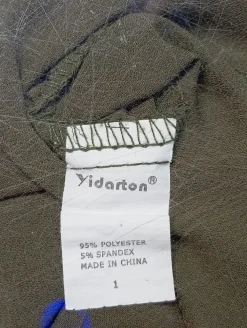 Yidarton®
95% POLYESTER
5% SPANDEX
MADE IN CHINA
1